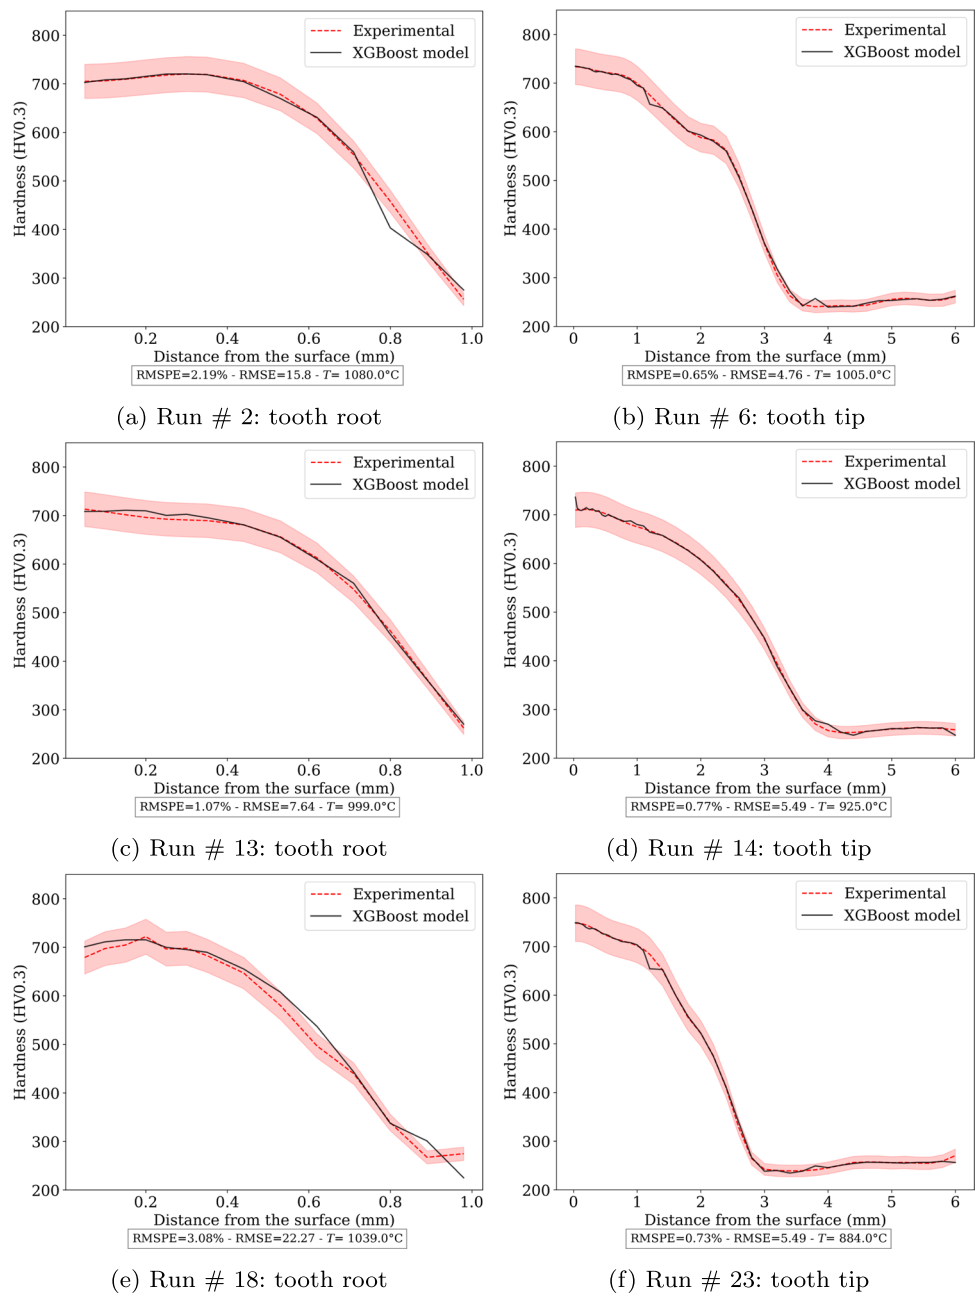 Experimental
XGBoost model
Hardness (HV0.3)
800
700
600
500
400
300
200
0.2 0.4 0.6 0.8 1.0
Distance from the surface (mm)
RMSPE=2.19% - RMSE=15.8 - T= 1080.0°C
(a) Run # 2: tooth root
Experimental
XGBoost model
Hardness (HV0.3)
800
700
600
500
400
300
200
0 1 2 3 4 5 6
Distance from the surface (mm)
RMSPE=0.65% - RMSE=4.76 - T= 1005.0°C
(b) Run # 6: tooth tip
Experimental
XGBoost model
Hardness (HV0.3)
800
700
600
500
400
300
200
0.2 0.4 0.6 0.8 1.0
Distance from the surface (mm)
RMSPE=1.07% - RMSE=7.64 - T= 999.0°C
(c) Run # 13: tooth root
Experimental
XGBoost model
Hardness (HV0.3)
800
700
600
500
400
300
200
0 1 2 3 4 5 6
Distance from the surface (mm)
RMSPE=0.77% - RMSE=5.49 - T= 925.0°C
(d) Run # 14: tooth tip
Experimental
XGBoost model
Hardness (HV0.3)
800
700
600
500
400
300
200
0.2 0.4 0.6 0.8 1.0
Distance from the surface (mm)
RMSPE=3.08% - RMSE=22.27 - T= 1039.0°C
(e) Run # 18: tooth root
Experimental
XGBoost model
Hardness (HV0.3)
800
700
600
500
400
300
200
0 1 2 3 4 5 6
Distance from the surface (mm)
RMSPE=0.73% - RMSE=5.49 - T= 884.0°C
(f) Run # 23: tooth tip